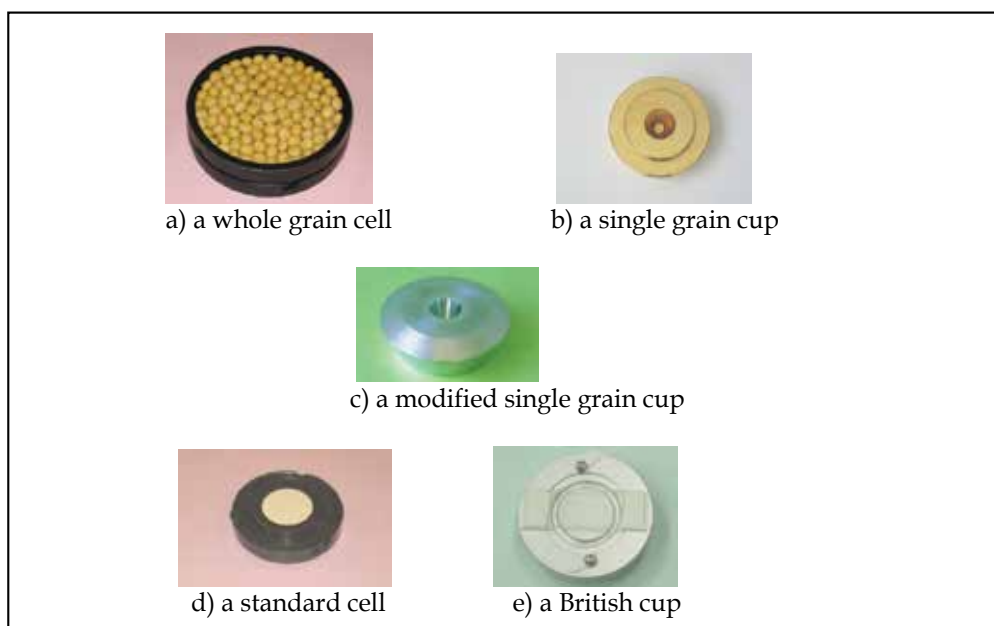 a) a whole grain cell
b) a single grain cup
c) a modified single grain cup
d) a standard cell
e) a British cup